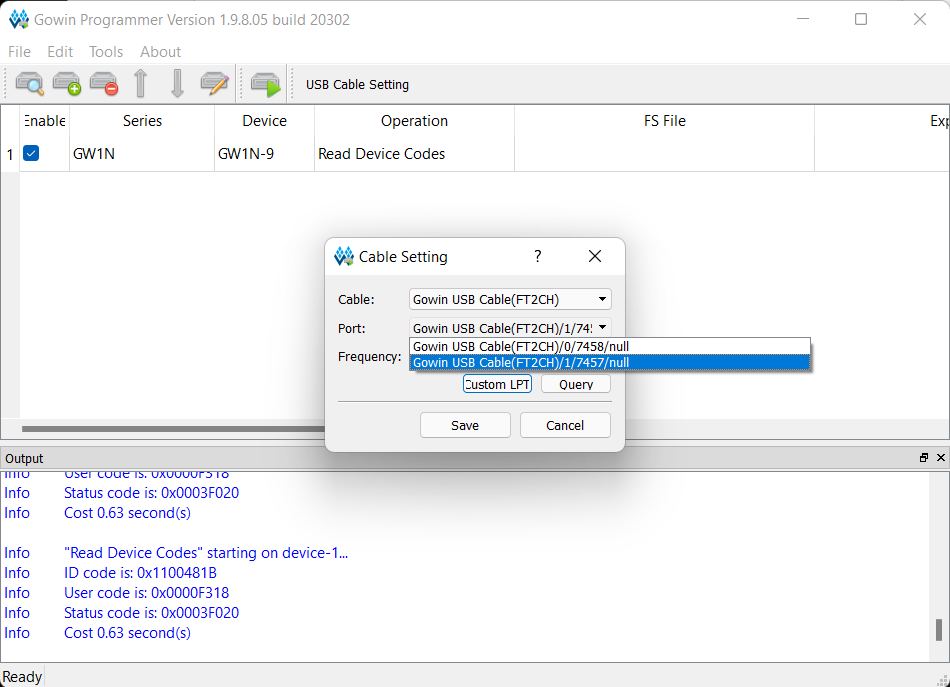 Gowin Programmer Version 1.9.8.05 build 20302
File Edit Tools About
USB Cable Setting
Enable Series Device Operation FS File Exp
1 GW1N GW1N-9 Read Device Codes
Cable Setting ?
Cable: Gowin USB Cable(FT2CH)
Port: Gowin USB Cable(FT2CH)/1/745
Gowin USB Cable(FT2CH)/0/7458/null
Frequency:
Gowin USB Cable(FT2CH)/1/7457/null
Custom LPT Query
Save Cancel
Output
Info User code is: 0x0000F318
Info Status code is: 0x0003F020
Info Cost 0.63 second(s)
Info "Read Device Codes" starting on device-1...
Info ID code is: 0x1100481B
Info User code is: 0x0000F318
Info Status code is: 0x0003F020
Info Cost 0.63 second(s)
Ready